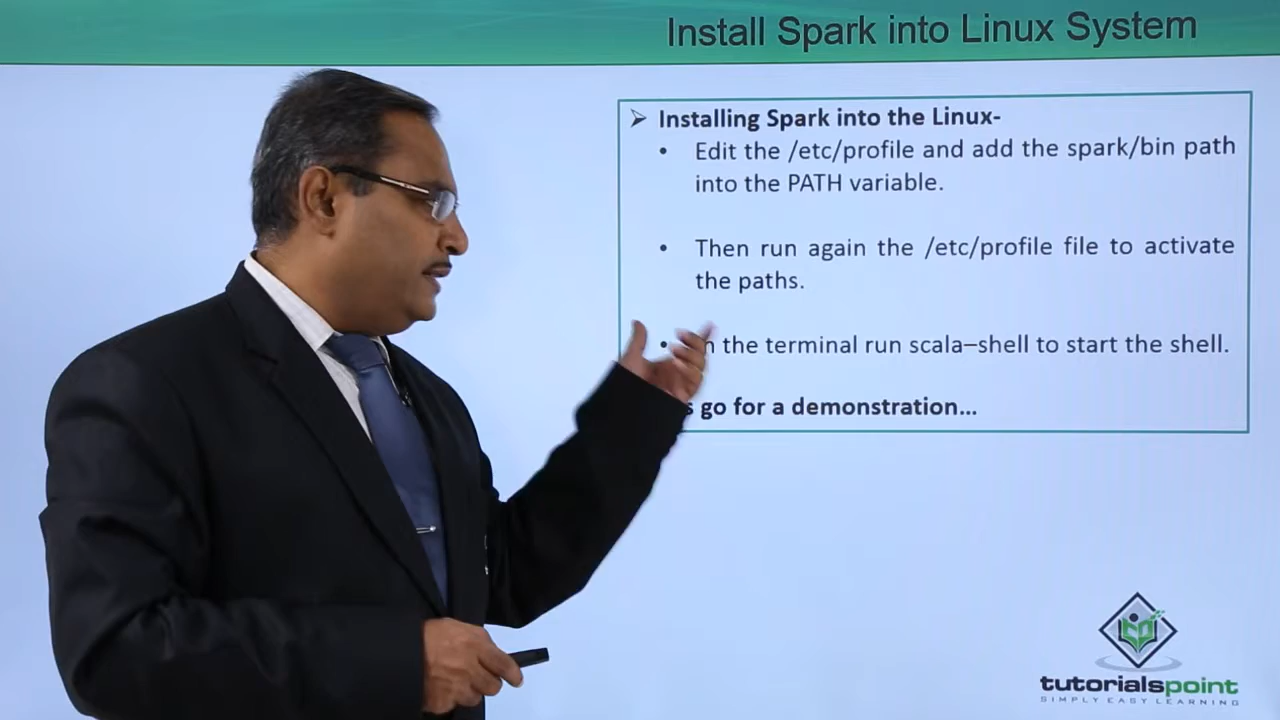 Install Spark into Linux System
➢ Installing Spark into the Linux-
• Edit the /etc/profile and add the spark/bin path
into the PATH variable.
• Then run again the /etc/profile file to activate
the paths.
• the terminal run scala–shell to start the shell.
go for a demonstration...
tutorialspoint
SIMPLY EASY LEARNING